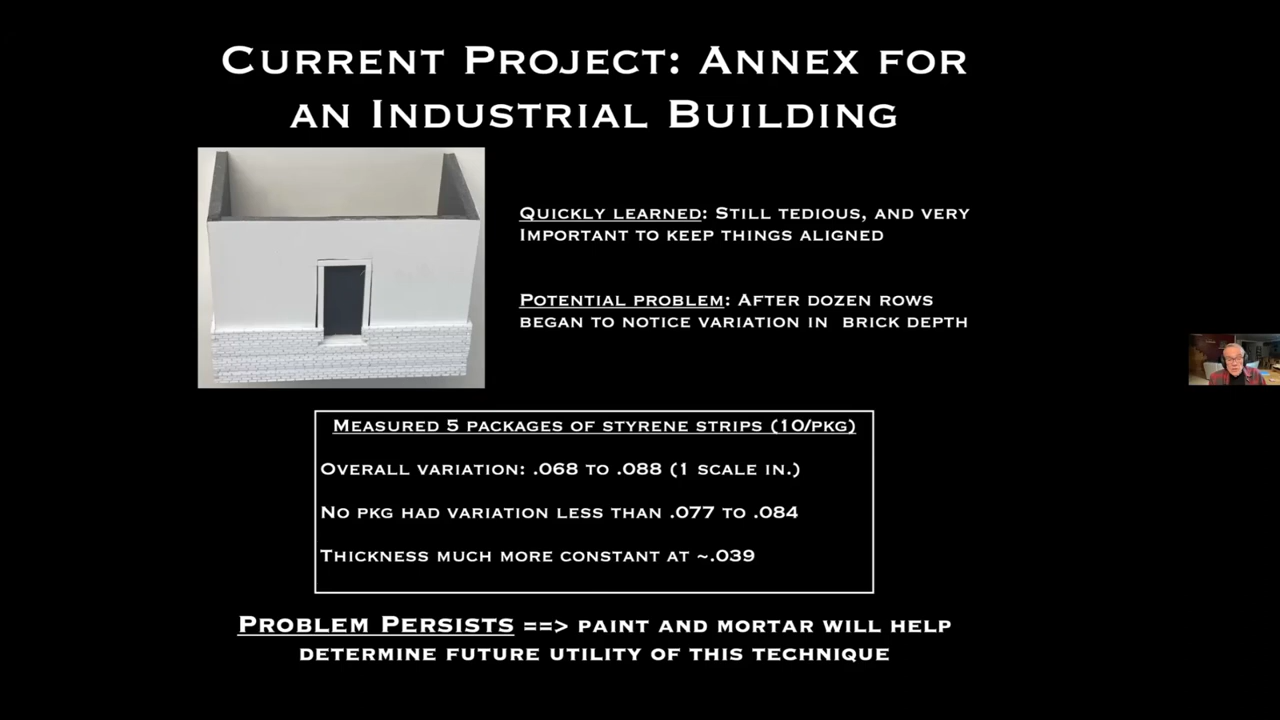 Current Project: Annex for
an Industrial Building
Quickly learned: Still tedious, and very
important to keep things aligned
Potential problem: After dozen rows
began to notice variation in brick depth
Measured 5 packages of styrene strips (10/pkg)
Overall variation: .068 to .088 (1 scale in.)
No pkg had variation less than .077 to .084
Thickness much more constant at ~.039
Problem Persists ==> paint and mortar will help
determine future utility of this technique